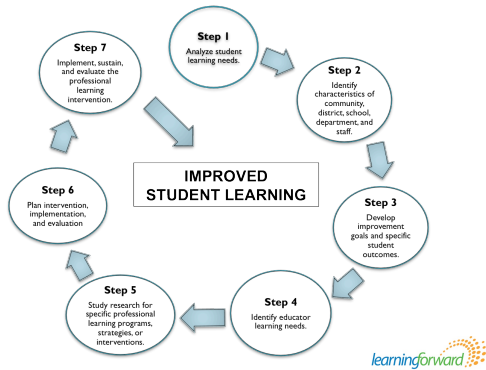 Step 1
Analyze student
learning needs.
Step 2
Identify
characteristics of
community,
district, school,
department, and
staff.
Step 3
Develop
improvement
goals and specific
student
outcomes.
Step 4
Identify educator
learning needs.
Step 5
Study research for
specific professional
learning programs,
strategies, or
interventions.
Step 6
Plan intervention,
implementation,
and evaluation
Step 7
Implement, sustain,
and evaluate the
professional
learning
intervention.
IMPROVED
STUDENT LEARNING
learningforward